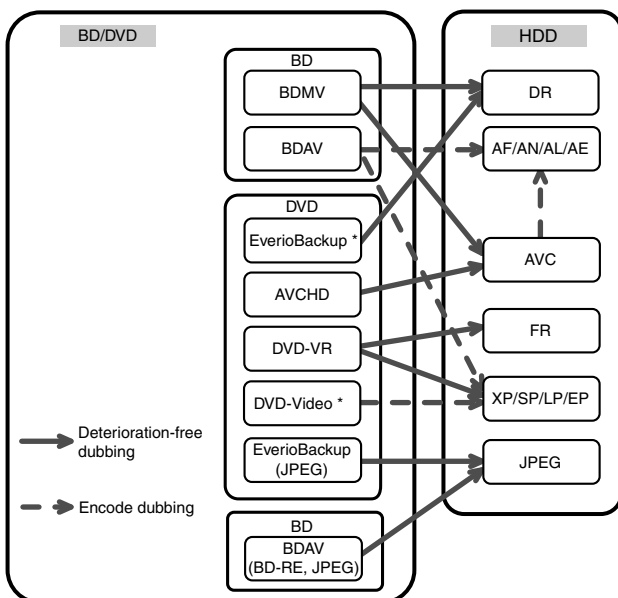 BD/DVD
BD
BDMV
BDAV
DVD
EverioBackup *
AVCHD
DVD-VR
DVD-Video *
EverioBackup
(JPEG)
BD
BDAV
(BD-RE, JPEG)
Deterioration-free
dubbing
Encode dubbing
HDD
DR
AF/AN/AL/AE
AVC
FR
XP/SP/LP/EP
JPEG